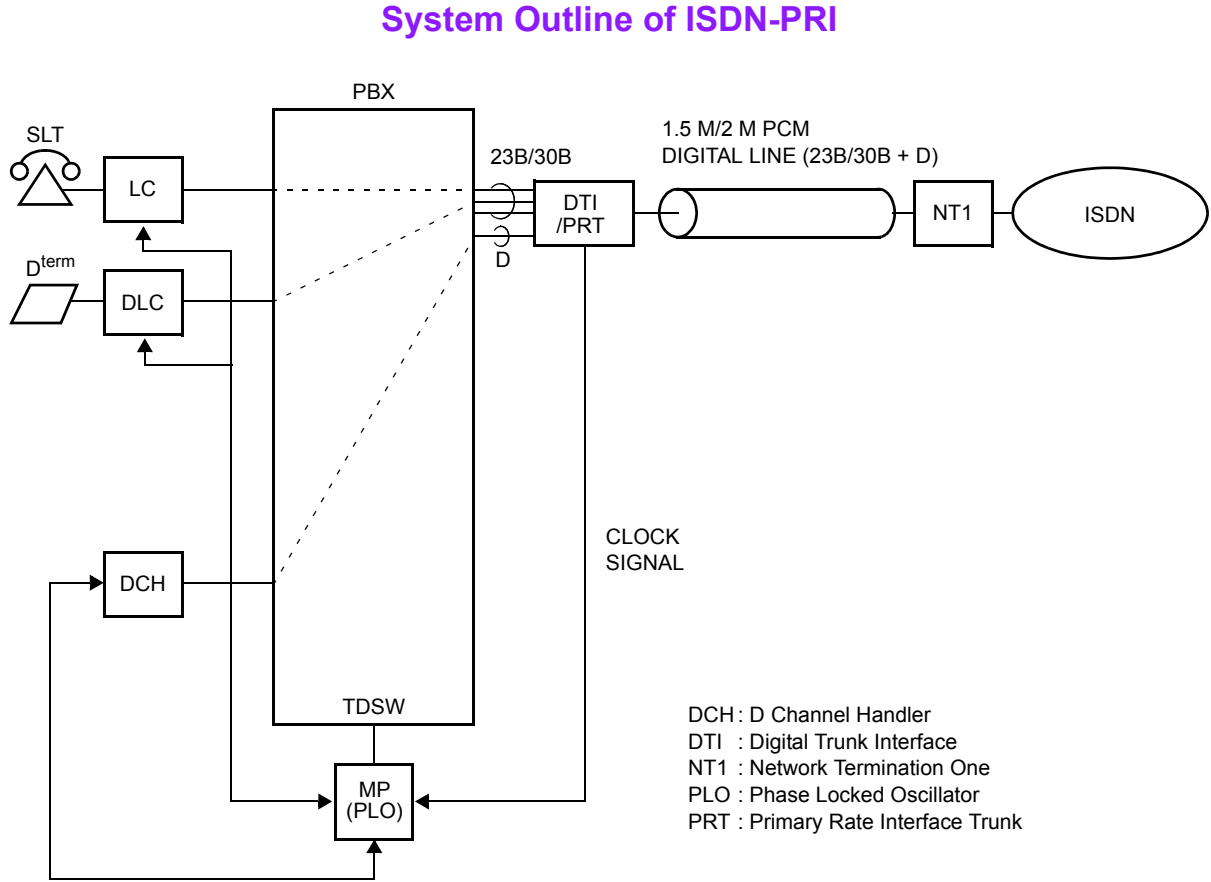 System Outline of ISDN-PRI
PBX
SLT
LC
23B/30B
1.5 M/2 M PCM
DIGITAL LINE (23B/30B + D)
DTI
/PRT
NT1
ISDN
D
Dterm
DLC
CLOCK
SIGNAL
DCH
TDSW
MP
(PLO)
DCH : D Channel Handler
DTI : Digital Trunk Interface
NT1 : Network Termination One
PLO : Phase Locked Oscillator
PRT : Primary Rate Interface Trunk